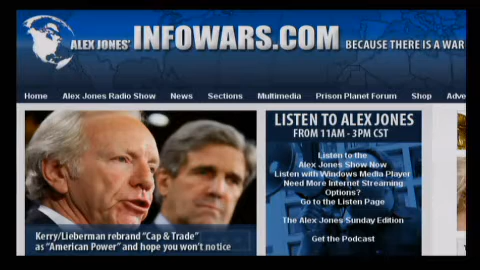 ALEX JONES' INFOWARS.COM BECAUSE THERE IS A WAR
Home Alex Jones Radio Show News Sections Multimedia Prison Planet Forum Shop Adve
LISTEN TO ALEX JONES
FROM 11AM - 3PM CST
Listen to the
Alex Jones Show Now
Listen with Windows Media Player
Need More Internet Streaming
Options?
Go to the Listen Page
The Alex Jones Sunday Edition
Get the Podcast
Kerry/Lieberman rebrand "Cap & Trade"
as "American Power" and hope you won't notice